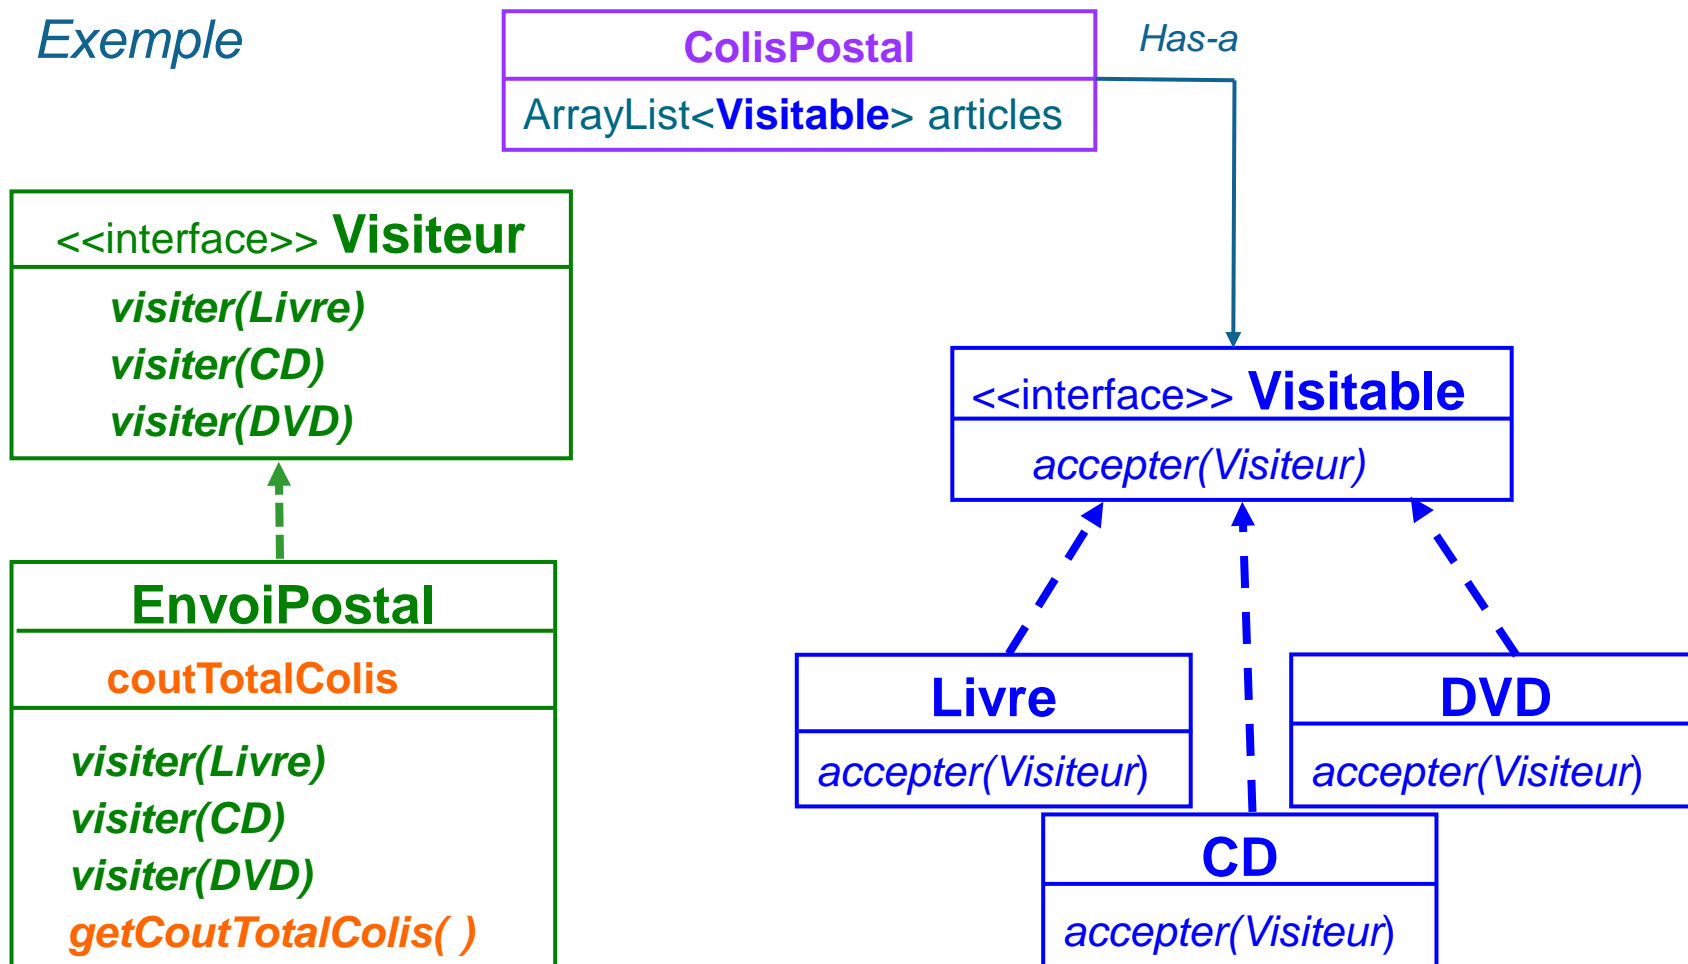 Exemple
ColisPostal
Has-a
ArrayList<Visitable> articles
<<interface>> Visiteur
visiter(Livre)
visiter(CD)
visiter(DVD)
<<interface>> Visitable
accepter(Visiteur)
EnvoiPostal
coutTotalColis
visiter(Livre)
visiter(CD)
visiter(DVD)
getCoutTotalColis( )
Livre
accepter(Visiteur)
DVD
accepter(Visiteur)
CD
accepter(Visiteur)